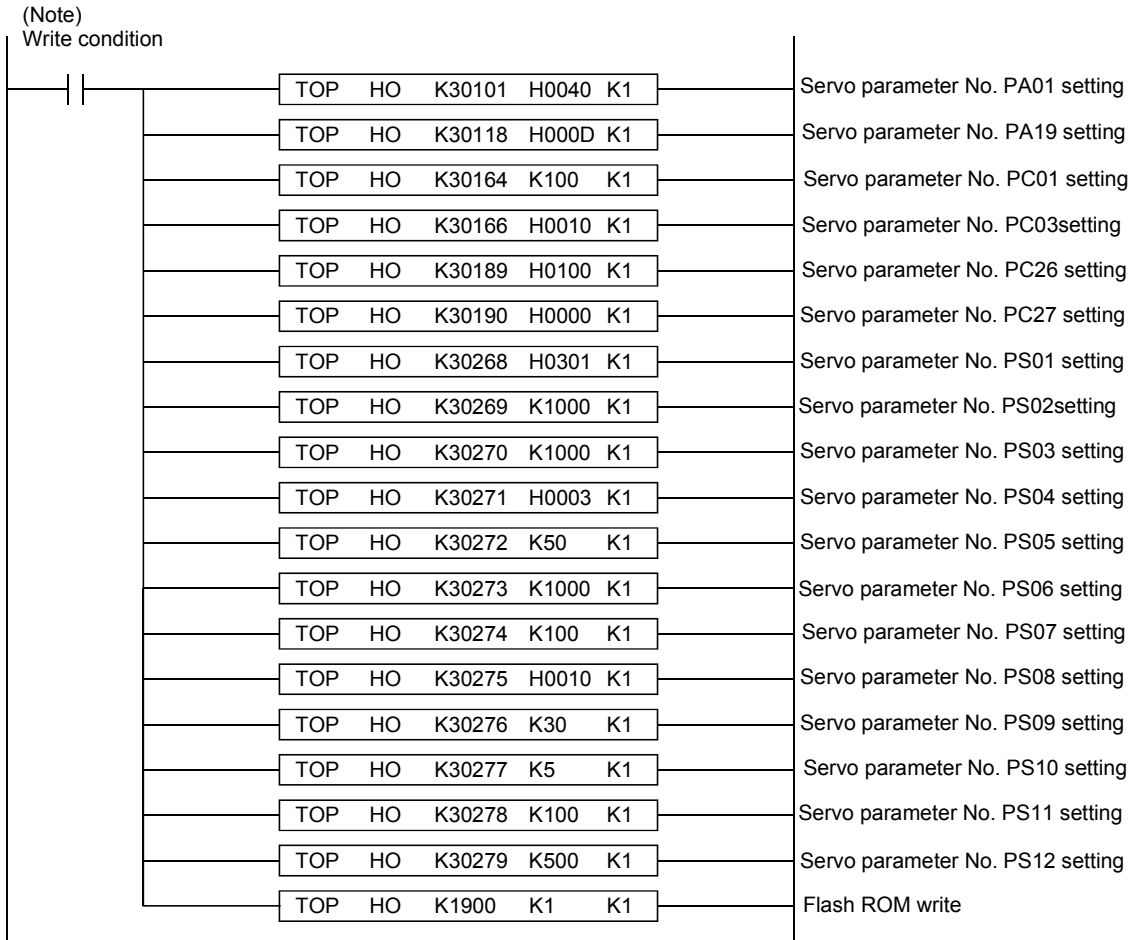 (Note)
Write condition
TOP HO K30101 H0040 K1 Servo parameter No. PA01 setting
TOP HO K30118 H000D K1 Servo parameter No. PA19 setting
TOP HO K30164 K100 K1 Servo parameter No. PC01 setting
TOP HO K30166 H0010 K1 Servo parameter No. PC03setting
TOP HO K30189 H0100 K1 Servo parameter No. PC26 setting
TOP HO K30190 H0000 K1 Servo parameter No. PC27 setting
TOP HO K30268 H0301 K1 Servo parameter No. PS01 setting
TOP HO K30269 K1000 K1 Servo parameter No. PS02setting
TOP HO K30270 K1000 K1 Servo parameter No. PS03 setting
TOP HO K30271 H0003 K1 Servo parameter No. PS04 setting
TOP HO K30272 K50 K1 Servo parameter No. PS05 setting
TOP HO K30273 K1000 K1 Servo parameter No. PS06 setting
TOP HO K30274 K100 K1 Servo parameter No. PS07 setting
TOP HO K30275 H0010 K1 Servo parameter No. PS08 setting
TOP HO K30276 K30 K1 Servo parameter No. PS09 setting
TOP HO K30277 K5 K1 Servo parameter No. PS10 setting
TOP HO K30278 K100 K1 Servo parameter No. PS11 setting
TOP HO K30279 K500 K1 Servo parameter No. PS12 setting
TOP HO K1900 K1 K1 Flash ROM write